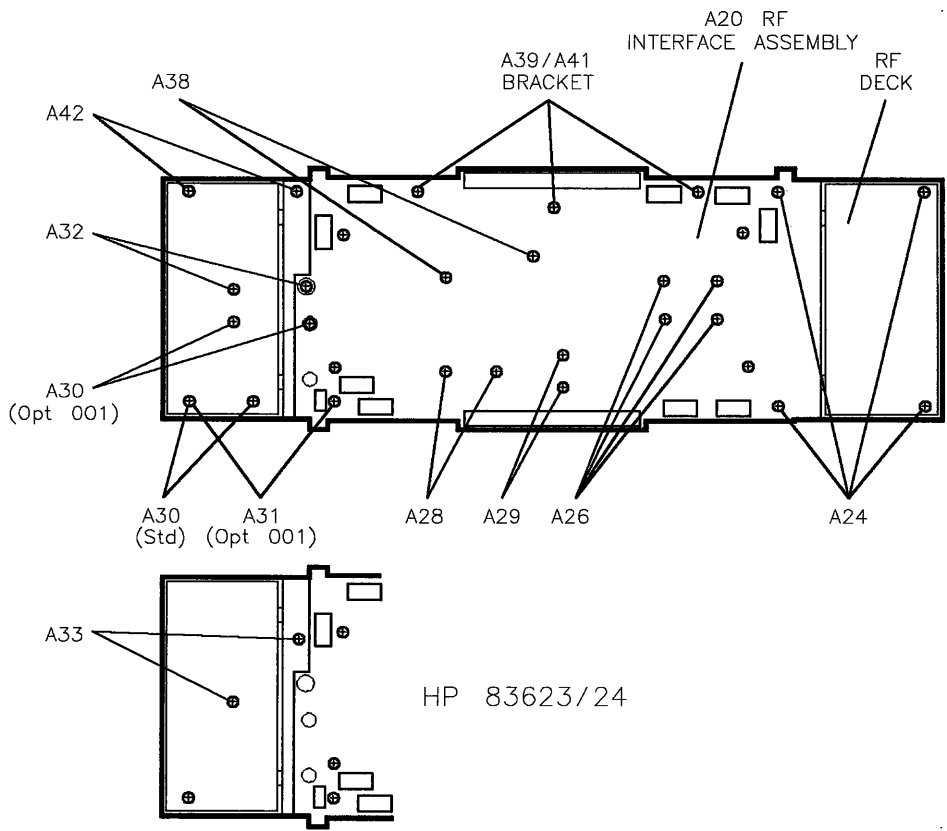 A20 RF
INTERFACE ASSEMBLY
A39/A41
BRACKET
RF
DECK
A38
A42
A32
A30
(Opt 001)
A30
(Std)
A31
(Opt 001)
A28
A29
A26
A24
A33
HP 83623/24